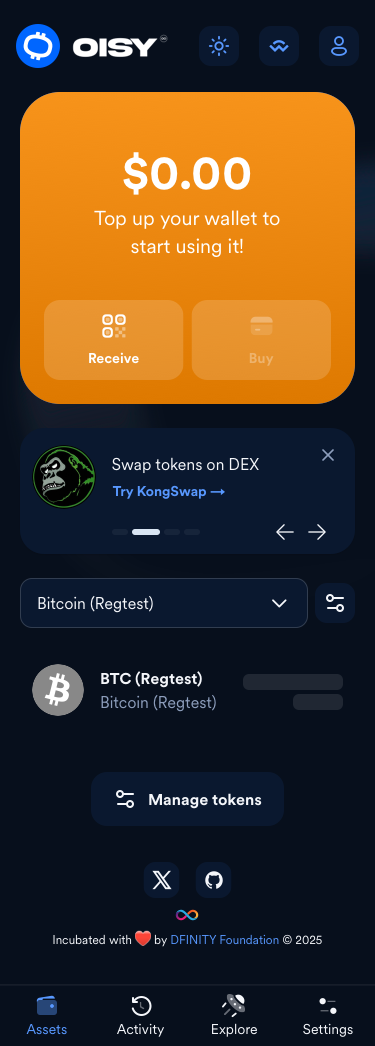 OISY
$0.00
Top up your wallet to
start using it!
Receive
Buy
Swap tokens on DEX
Try KongSwap →
Bitcoin (Regtest)
BTC (Regtest)
Bitcoin (Regtest)
Manage tokens
Incubated with ❤️ by DFINITY Foundation © 2025
Assets
Activity
Explore
Settings